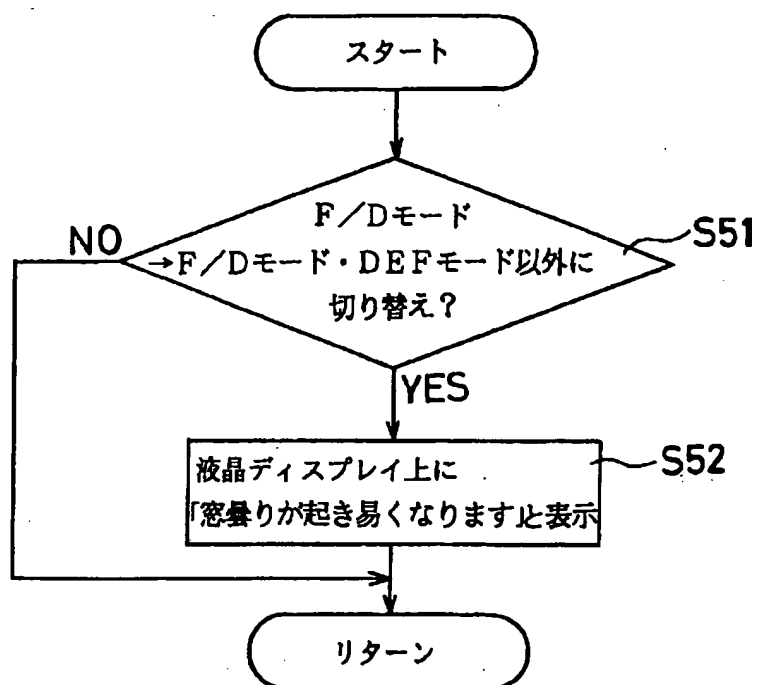 スタート
F/Dモード
→F/Dモード・DEFモード以外に
切り替え?
S51
NO
YES
液晶ディスプレイ上に
「窓曇りが起き易くなります」と表示
S52
リターン